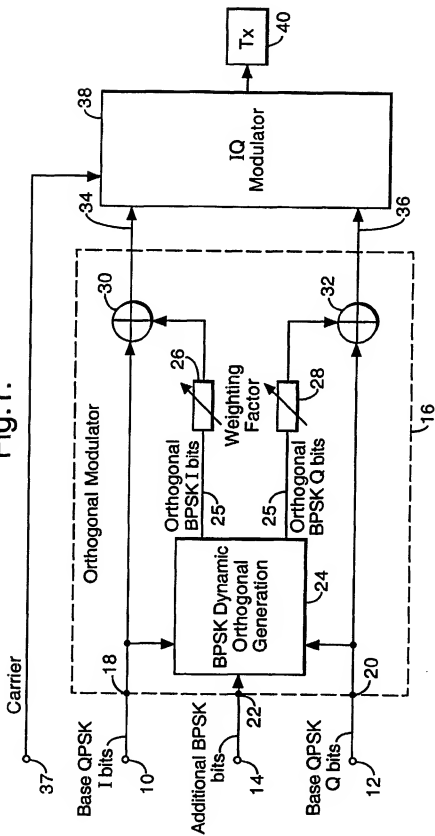 Fig.1.
Carrier
37
Base QPSK
I bits
10
18
Additional BPSK
bits
14
22
Base QPSK
Q bits
12
20
Orthogonal Modulator
BPSK Dynamic
Orthogonal
Generation
24
Orthogonal
BPSK I bits
25
25
Orthogonal
BPSK Q bits
26
Weighting
Factor
28
30
32
16
34
36
IQ
Modulator
38
Tx
40